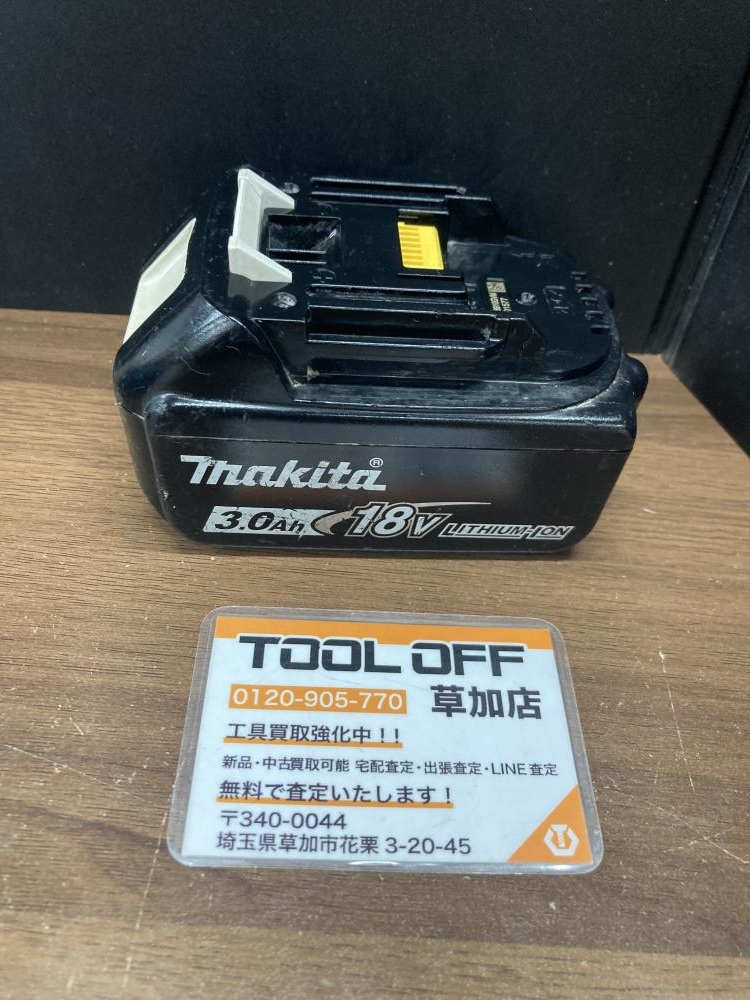 Makita®
3.0Ah 18V LITHIUM-ION
TOOL OFF
0120-905-770 草加店
工具買取強化中!!
新品・中古買取可能 宅配査定・出張査定・LINE査定
無料で査定いたします!
〒340-0044
埼玉県草加市花栗 3-20-45